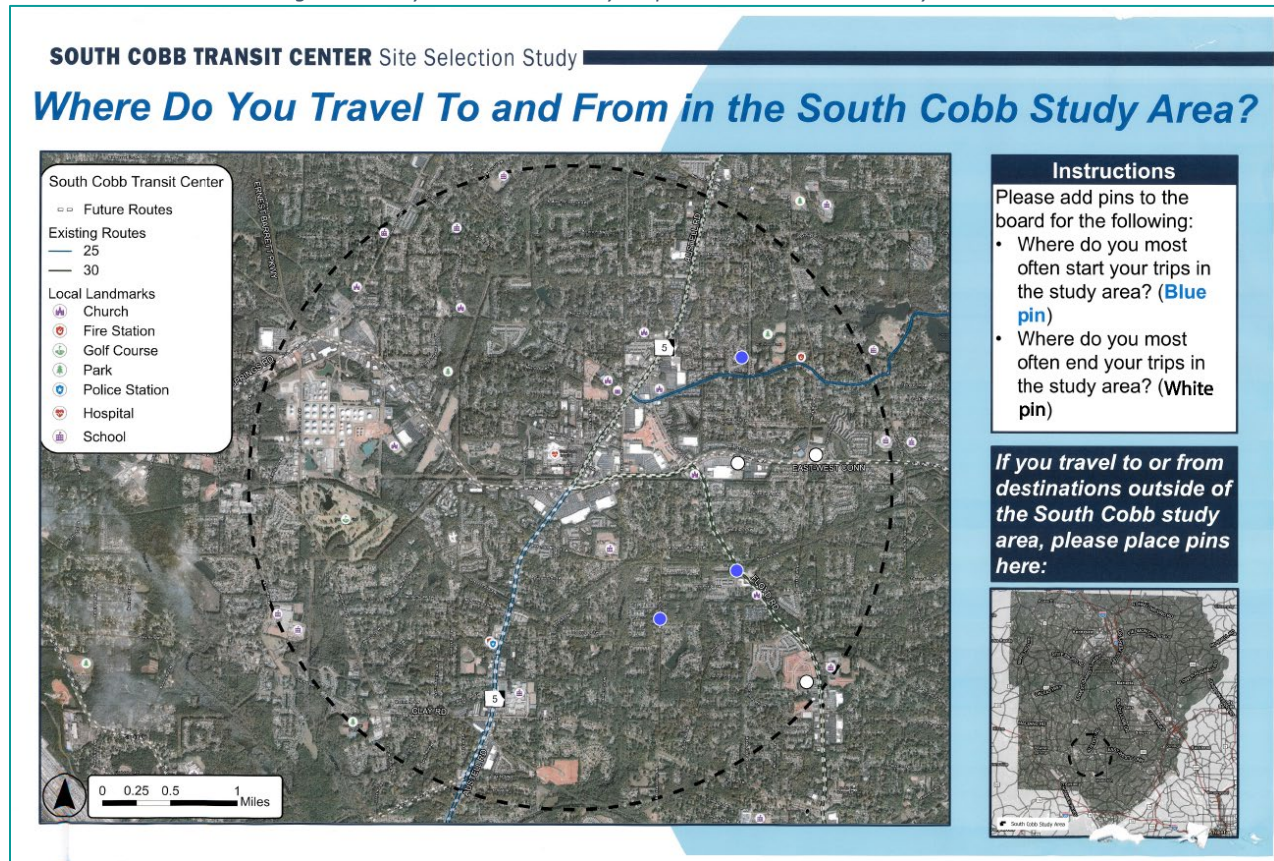 SOUTH COBB TRANSIT CENTER Site Selection Study
Where Do You Travel To and From in the South Cobb Study Area?
South Cobb Transit Center
Future Routes
Existing Routes
25
30
Local Landmarks
Church
Fire Station
Golf Course
Park
Police Station
Hospital
School
ERNEST BARRETT PKWY
AUSTELL RD
5
EAST-WEST CONN
5
CLAY RD
0 0.25 0.5 1
Miles
Instructions
Please add pins to the
board for the following:
• Where do you most
often start your trips in
the study area? (Blue
pin)
• Where do you most
often end your trips in
the study area? (White
pin)
If you travel to or from
destinations outside of
the South Cobb study
area, please place pins
here:
South Cobb Study Area